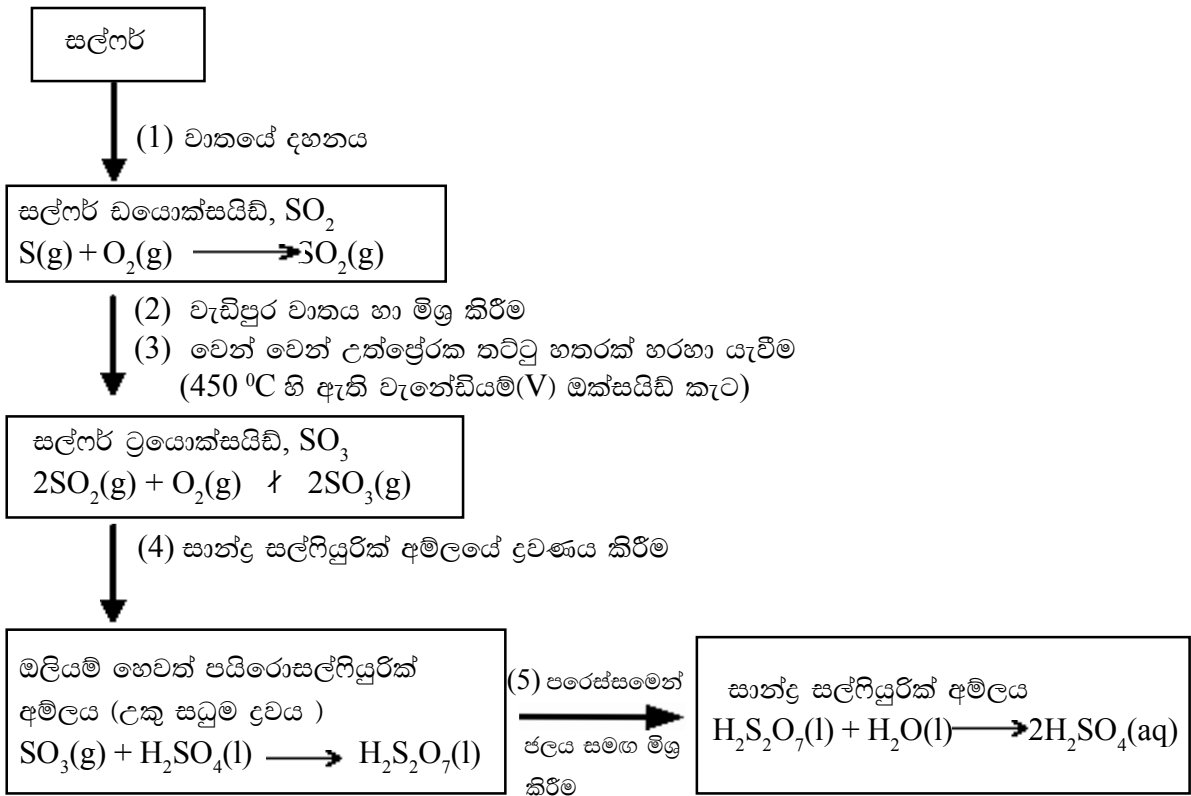 සල්ෆර්
(1) වාතයේ දහනය
සල්ෆර් ඩයොක්සයිඩ්, SO₂
S(g) + O₂(g) ⟶ SO₂(g)
(2) වැඩිපුර වාතය හා මිශ්‍ර කිරීම
(3) වෙන් වෙන් උත්ප්‍රේරක තට්ටු හතරක් හරහා යැවීම
(450 ⁰C හි ඇති වැනේඩියම්(V) ඔක්සයිඩ් කැට)
සල්ෆර් ට්‍රයොක්සයිඩ්, SO₃
2SO₂(g) + O₂(g) ∤ 2SO₃(g)
(4) සාන්ද්‍ර සල්ෆියුරික් අම්ලයේ ද්‍රවණය කිරීම
ඔලියම් හෙවත් පයිරොසල්ෆියුරික්
අම්ලය (උකු සධූම ද්‍රවය )
SO₃(g) + H₂SO₄(l) ⟶ H₂S₂O₇(l)
(5) පරෙස්සමෙන්
ජලය සමඟ මිශ්‍ර
කිරීම
සාන්ද්‍ර සල්ෆියුරික් අම්ලය
H₂S₂O₇(l) + H₂O(l) ⟶ 2H₂SO₄(aq)